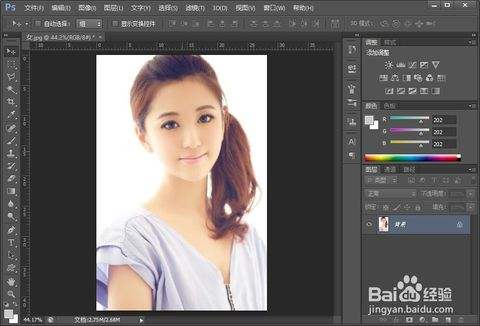 Ps 文件(F) 编辑(E) 图像(I) 图层(L) 文字(Y) 选择(S) 滤镜(T) 3D(D) 视图(V) 窗口(W) 帮助(H)
自动选择: 组 显示变换控件 3D 模式:
女.jpg @ 44.2%(RGB/8#) *
调整 样式
添加调整
颜色 色板
R 202
G 202
B 202
图层 通道 路径
类型
正常 不透明度:
锁定: 填充:
背景
44.17% 文档:2.75M/2.68M
Bai 经验
jingyan.baidu.com